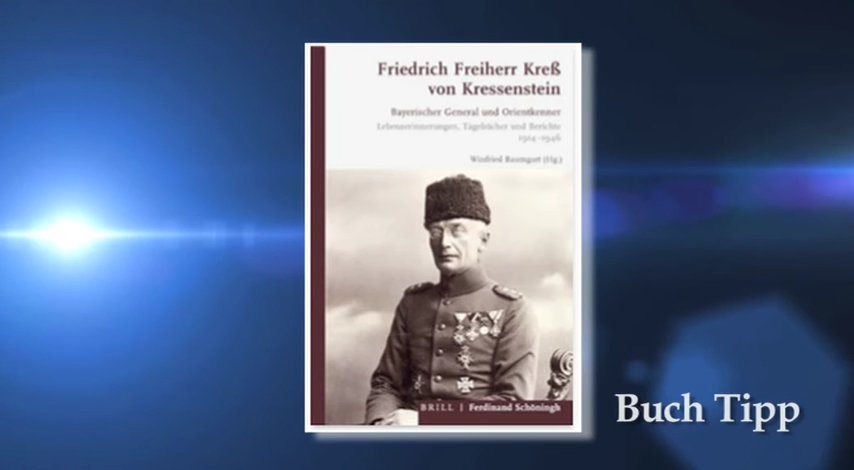 Friedrich Freiherr Kreß
von Kressenstein
Bayerischer General und Orientkenner
Lebenserinnerungen, Tagebücher und Berichte
1914–1946
Winfried Baumgart (Hg.)
BRILL | Ferdinand Schöningh
Buch Tipp